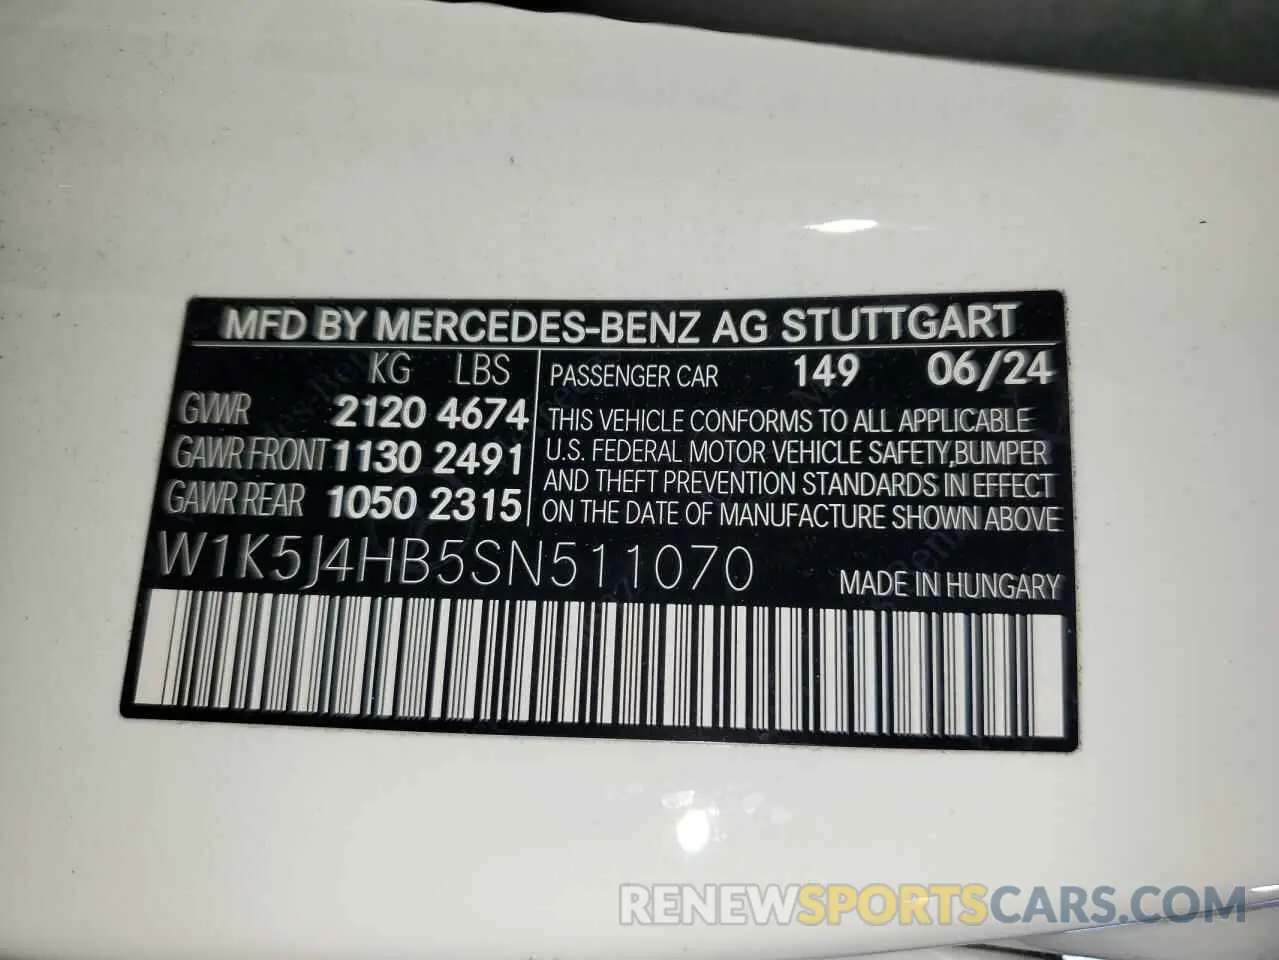 MFD BY MERCEDES-BENZ AG STUTTGART
KG LBS
GVWR 2120 4674
GAWR FRONT 1130 2491
GAWR REAR 1050 2315
PASSENGER CAR 149 06/24
THIS VEHICLE CONFORMS TO ALL APPLICABLE
U.S. FEDERAL MOTOR VEHICLE SAFETY, BUMPER
AND THEFT PREVENTION STANDARDS IN EFFECT
ON THE DATE OF MANUFACTURE SHOWN ABOVE
W1K5J4HB5SN511070
MADE IN HUNGARY
RENEWSPORTSCARS.COM